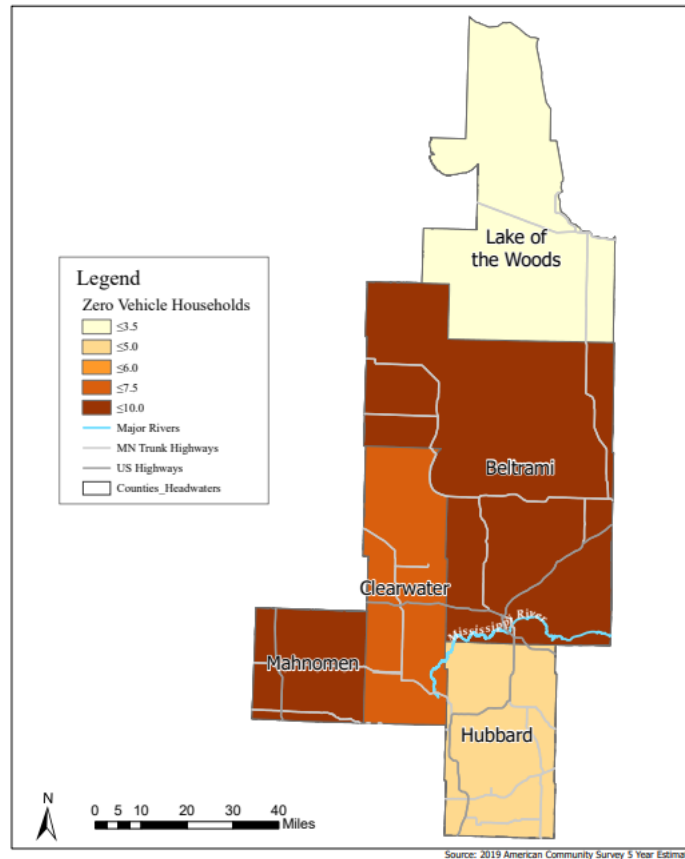 Lake of
the Woods
Legend
Zero Vehicle Households
≤3.5
≤5.0
≤6.0
≤7.5
≤10.0
Major Rivers
MN Trunk Highways
US Highways
Counties_Headwaters
Beltrami
Clearwater
Mississippi River
Mahnomen
Hubbard
N
0 5 10 20 30 40
Miles
Source: 2019 American Community Survey 5 Year Estima